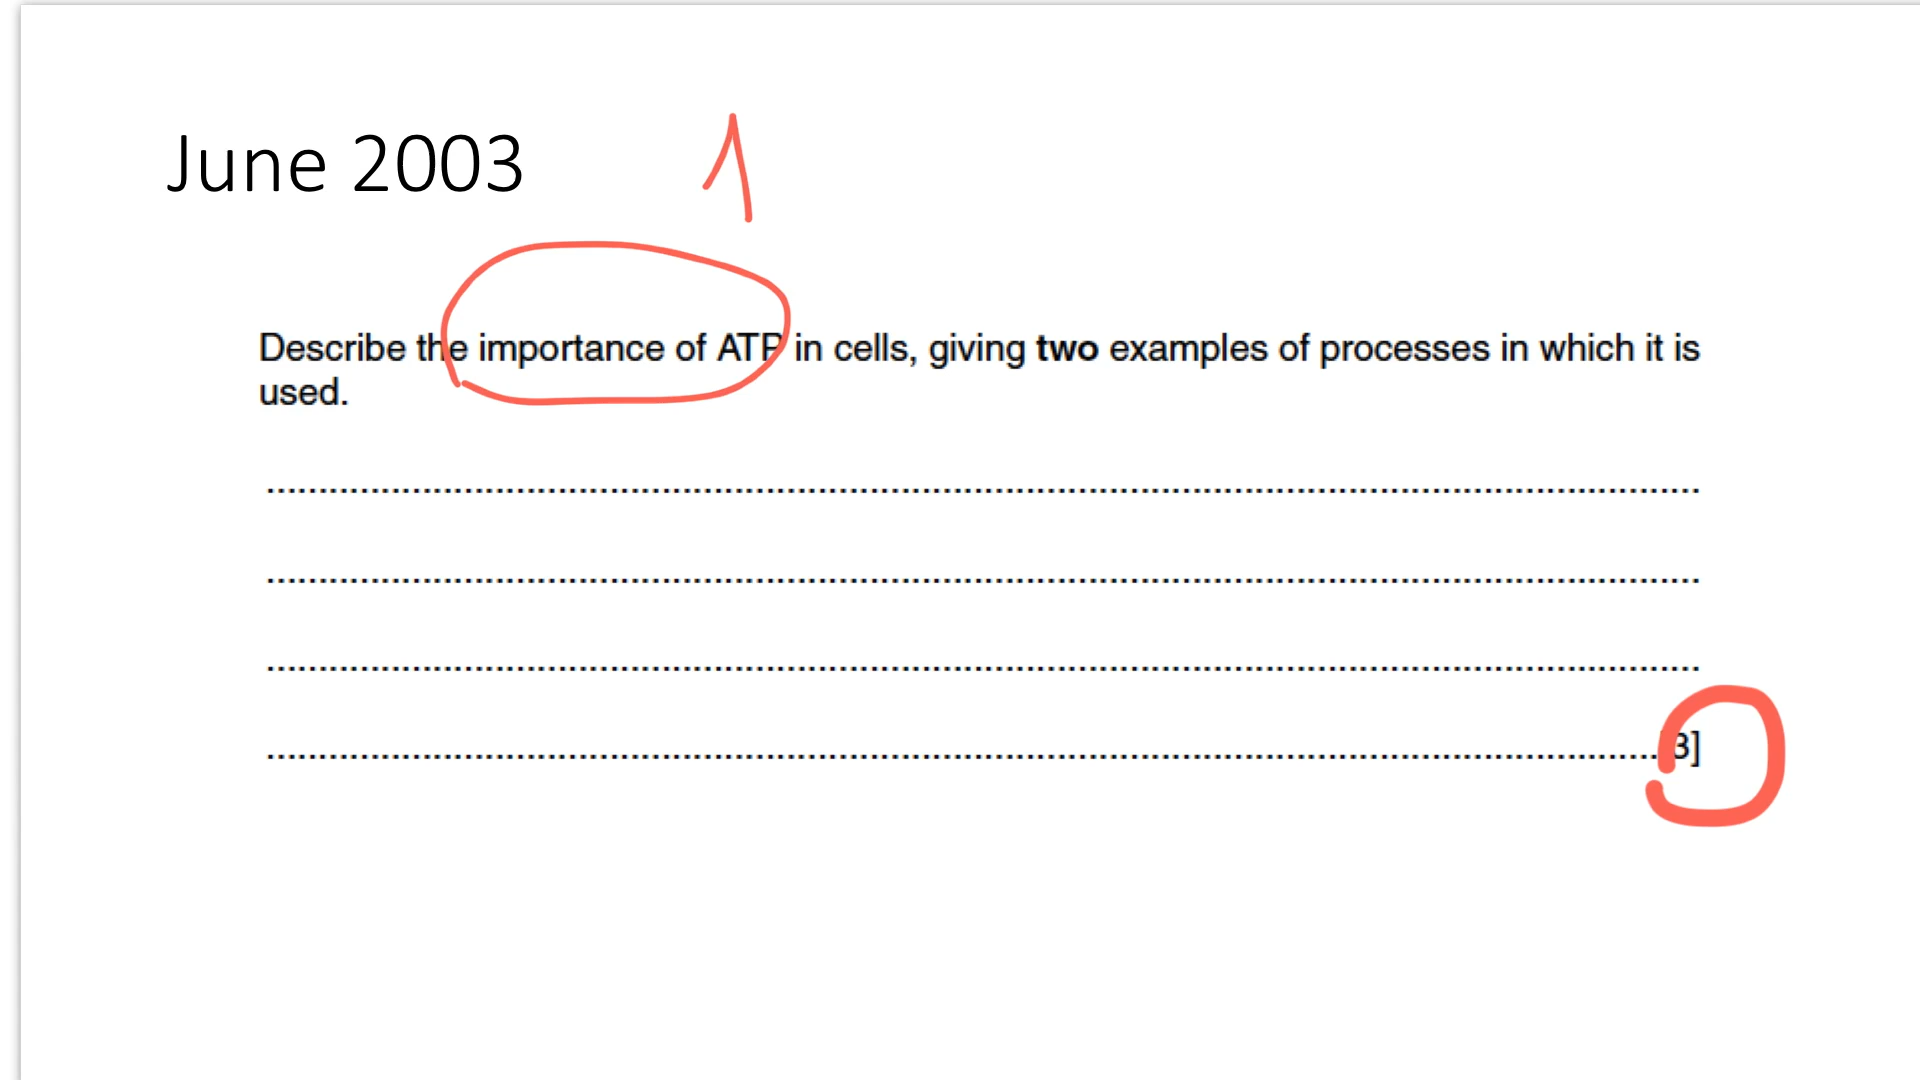 June 2003
1
Describe the importance of ATP in cells, giving two examples of processes in which it is
used.
................................................................................
................................................................................
................................................................................
................................................................................[3]